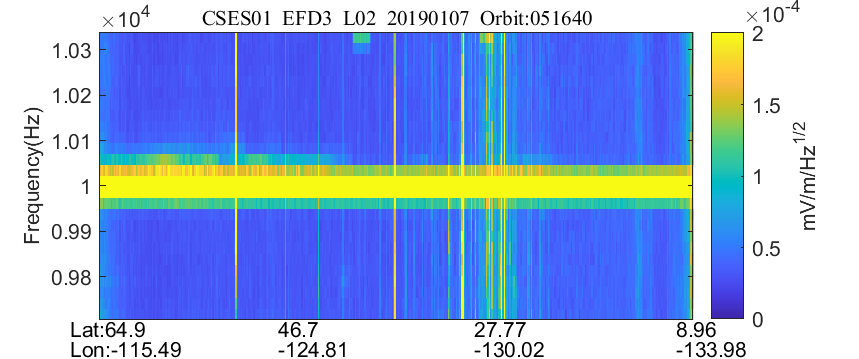 CSES01 EFD3 L02 20190107 Orbit:051640
×10⁴
×10⁻⁴
1.03
1.02
1.01
1
0.99
0.98
Frequency(Hz)
2
1.5
1
0.5
0
mV/m/Hz^1/2
Lat:64.9 46.7 27.77 8.96
Lon:-115.49 -124.81 -130.02 -133.98